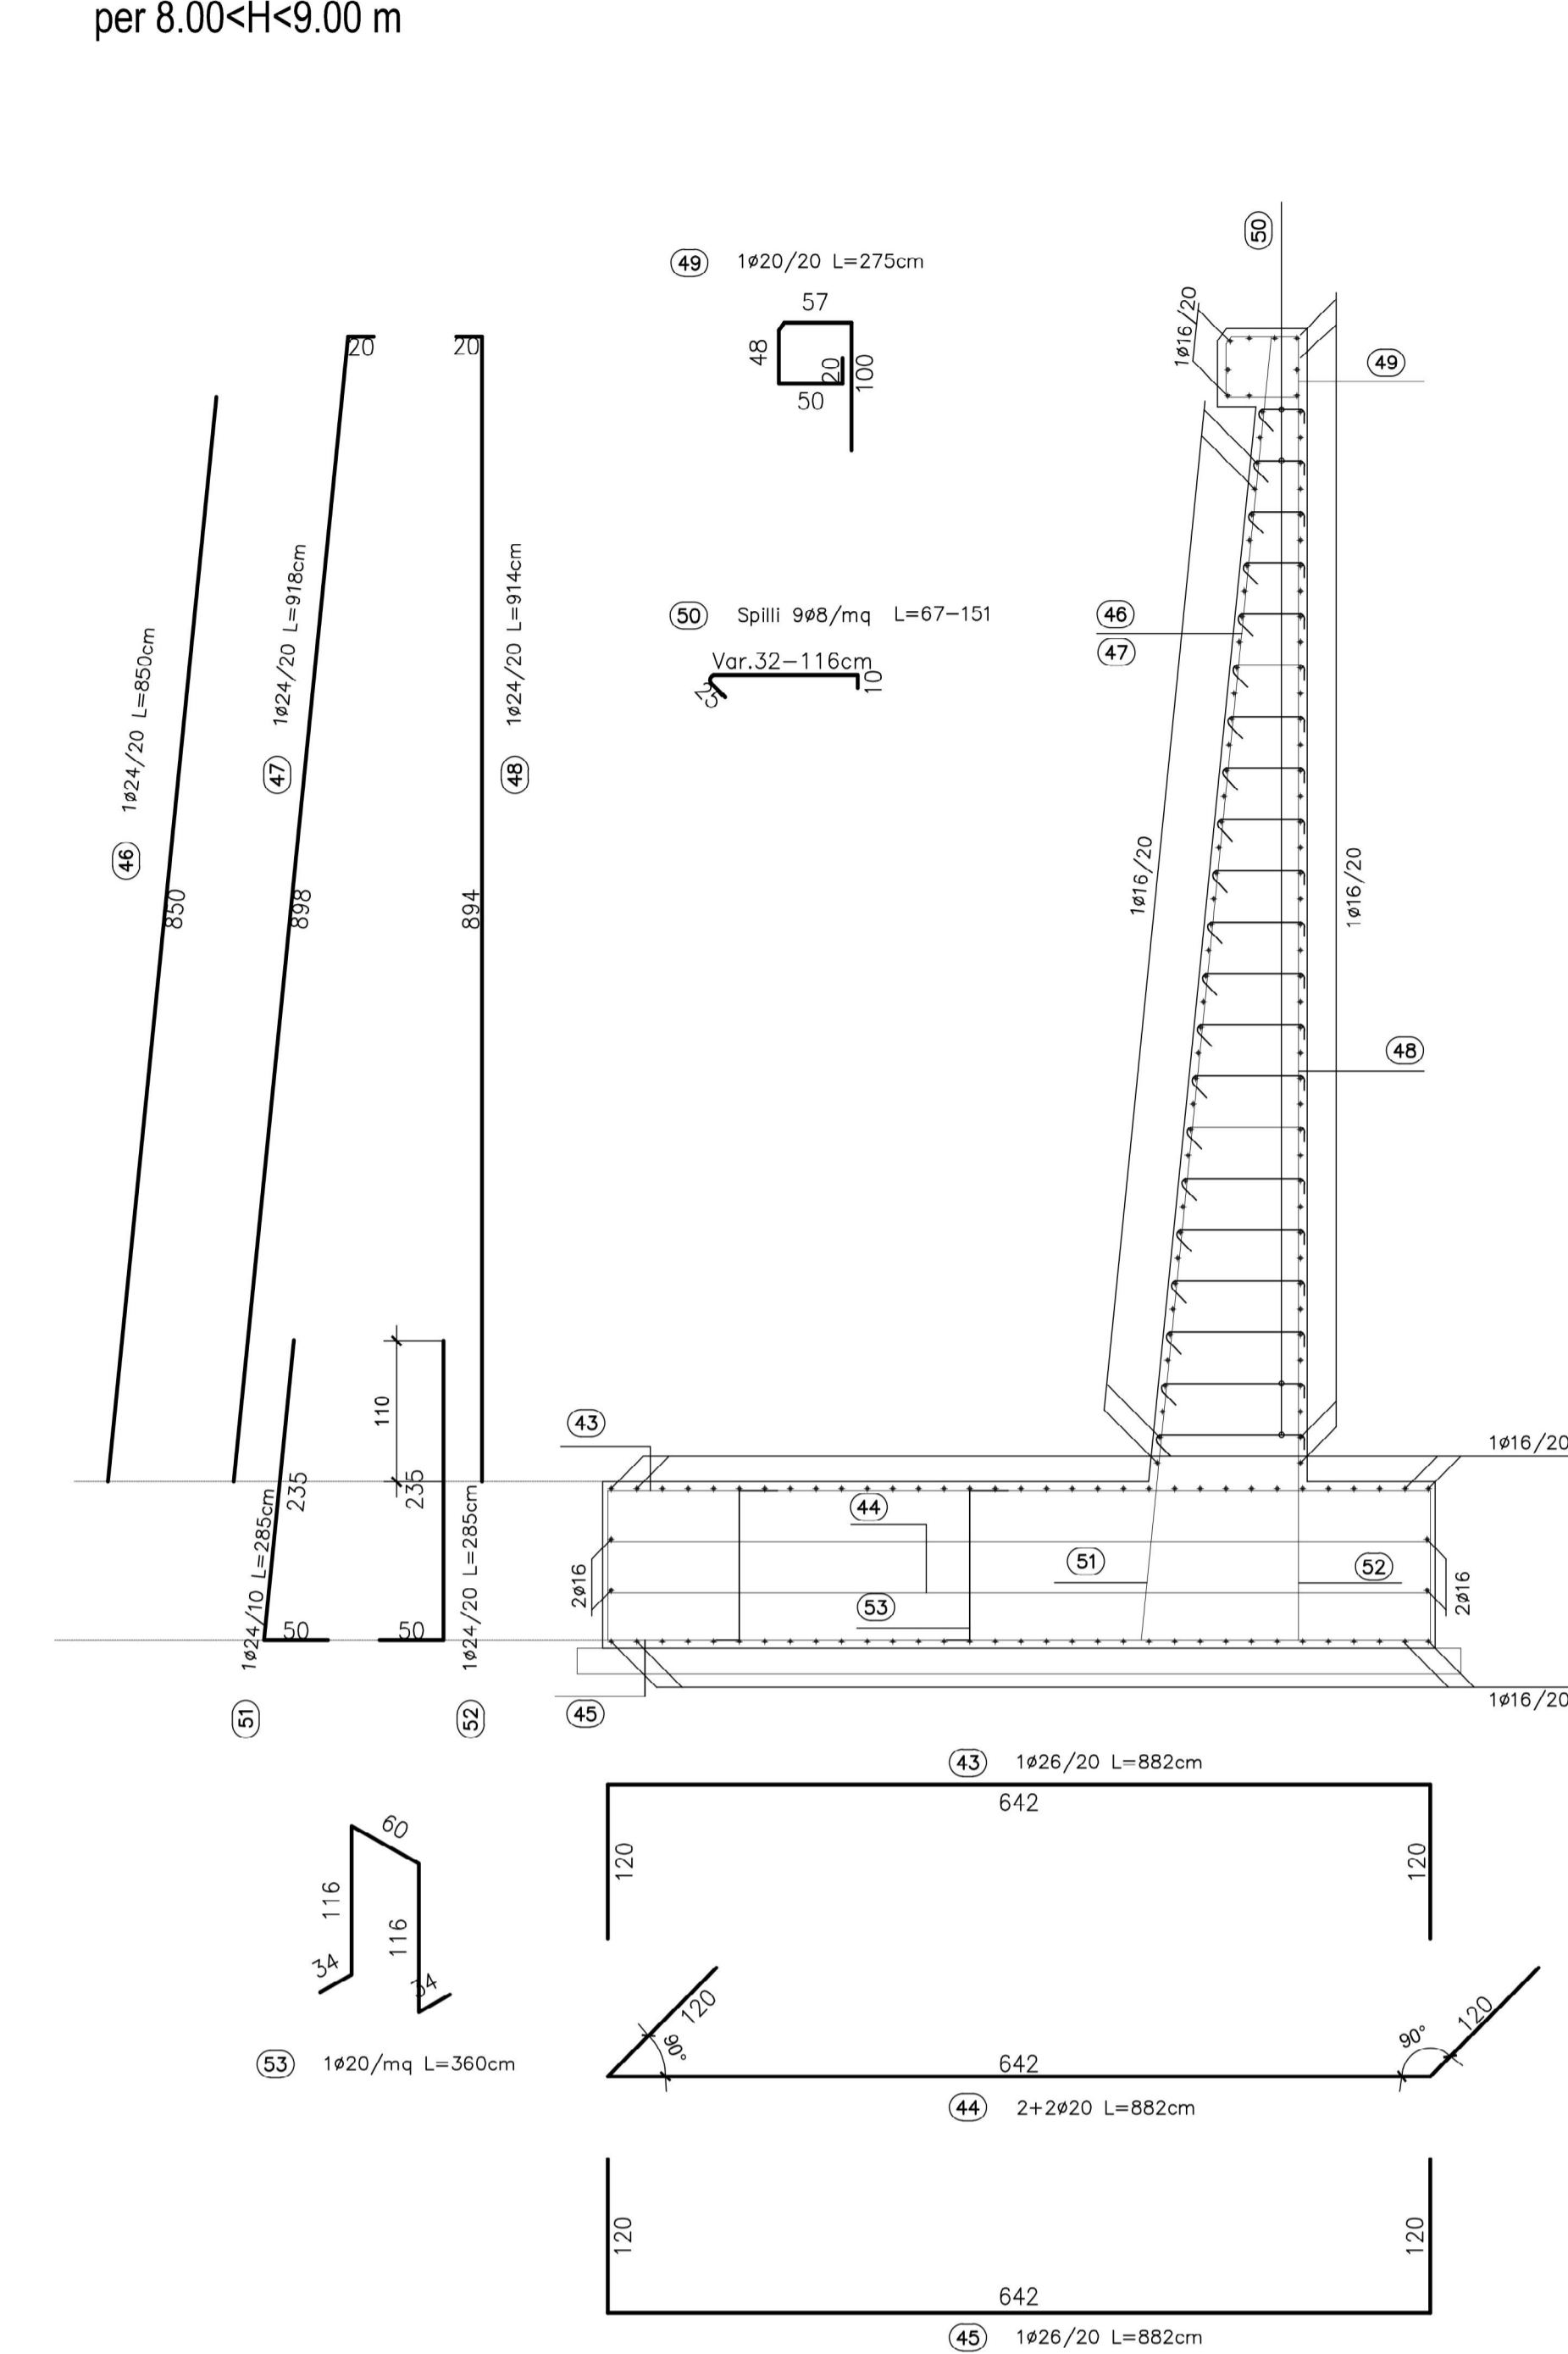 per 8.00<H<9.00 m
50
49 1ø20/20 L=275cm
57
48
20
100
50
1ø16/20
49
20
20
46 1ø24/20 L=850cm
850
47 1ø24/20 L=918cm
898
48 1ø24/20 L=914cm
894
50 Spilli 9ø8/mq L=67-151
Var.32-116cm
25
10
46
47
1ø16/20
1ø16/20
48
110
235
235
50
50
51 1ø24/10 L=285cm
52 1ø24/20 L=285cm
43
1ø16/20
44
51
52
53
2ø16
2ø16
45
1ø16/20
43 1ø26/20 L=882cm
642
120
120
60
116
116
34
34
53 1ø20/mq L=360cm
120
90°
642
90°
120
44 2+2ø20 L=882cm
120
120
642
45 1ø26/20 L=882cm